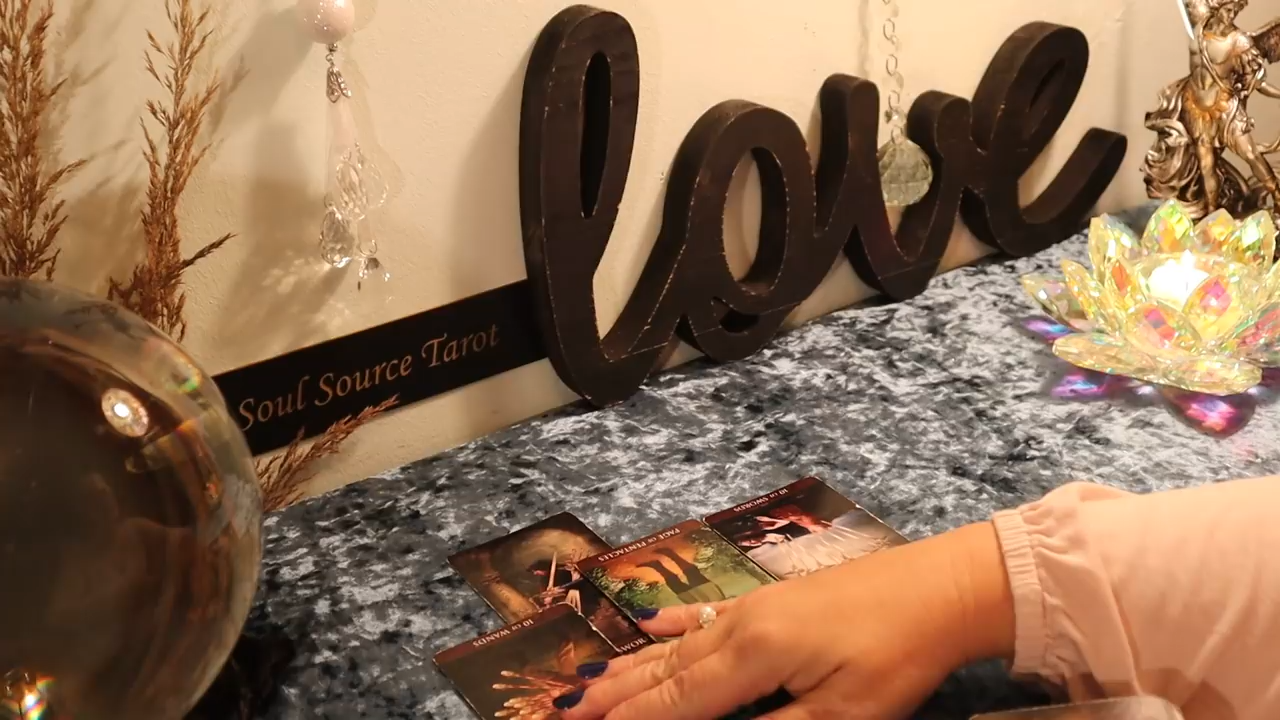 love
Soul Source Tarot
10 OF SWORDS
PAGE OF PENTACLES
10 OF WANDS